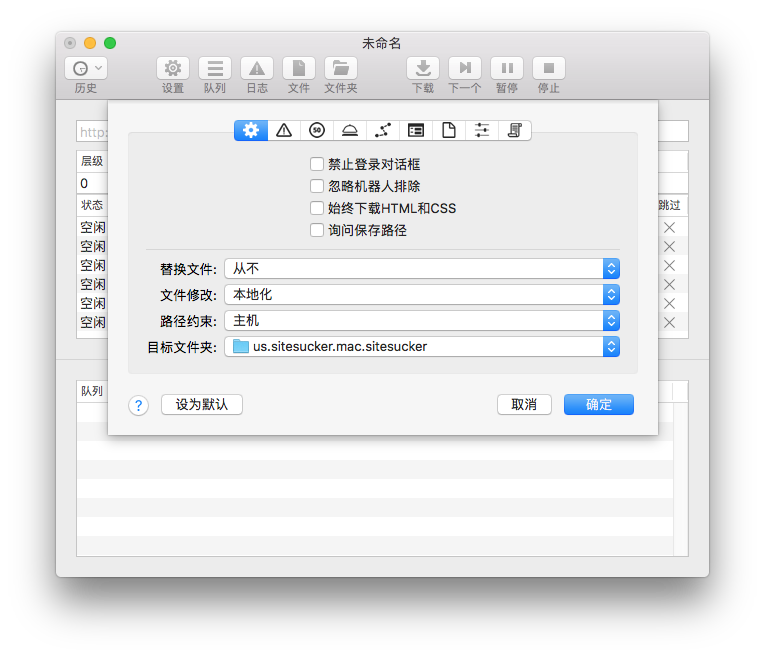 未命名
历史
设置
队列
日志
文件
文件夹
下载
下一个
暂停
停止
http:
50
层级
0
禁止登录对话框
忽略机器人排除
始终下载HTML和CSS
询问保存路径
状态
跳过
空闲
空闲
空闲
空闲
空闲
空闲
替换文件: 从不
文件修改: 本地化
路径约束: 主机
目标文件夹: us.sitesucker.mac.sitesucker
队列
?
设为默认
取消
确定